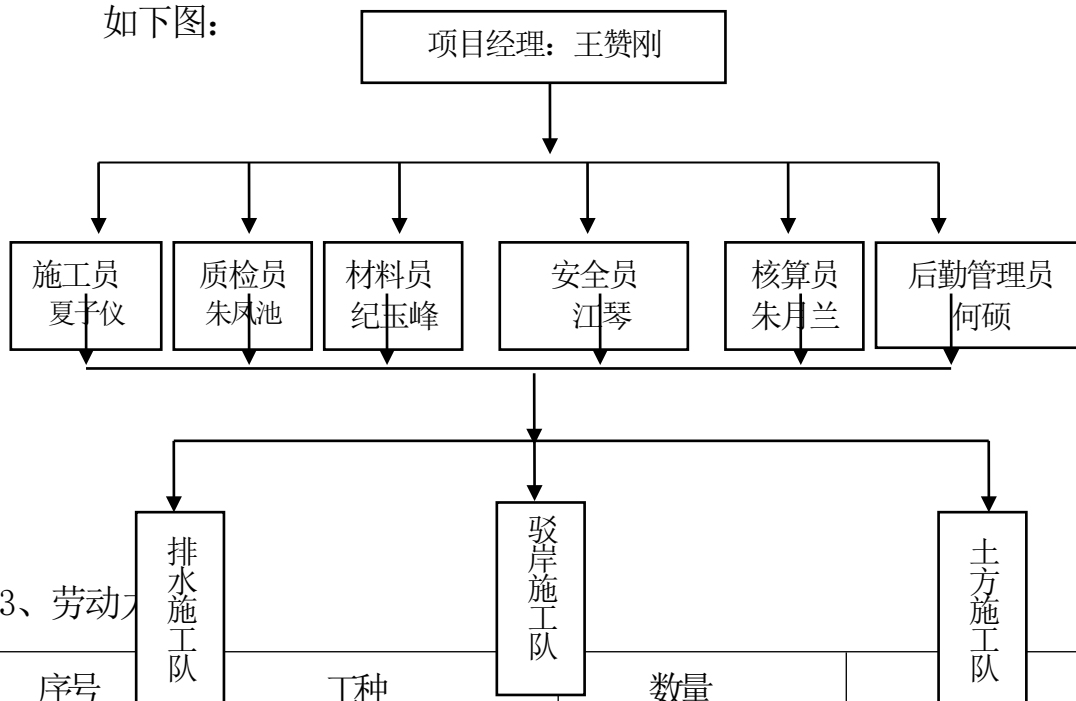 如下图：
项目经理：王赞刚
施工员
夏子仪
质检员
朱凤池
材料员
纪玉峰
安全员
江琴
核算员
朱月兰
后勤管理员
何硕
排水施工队
驳岸施工队
土方施工队
3、劳动力
序号
工种
数量